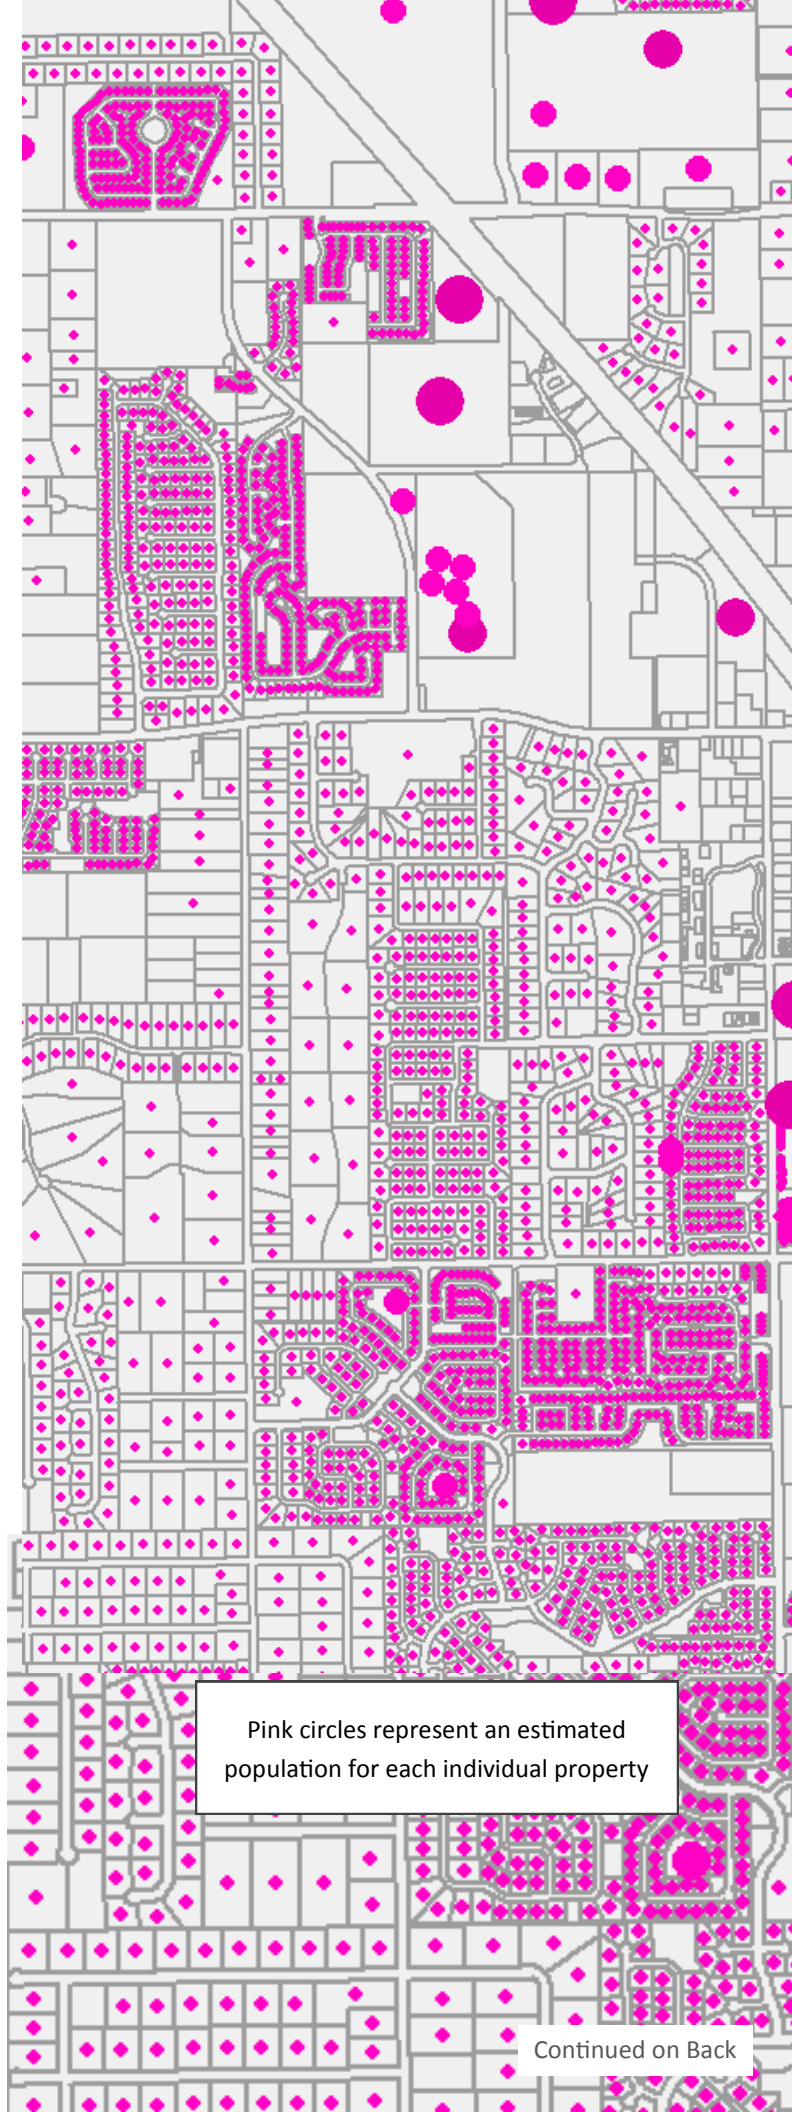 Pink circles represent an estimated
population for each individual property
Continued on Back